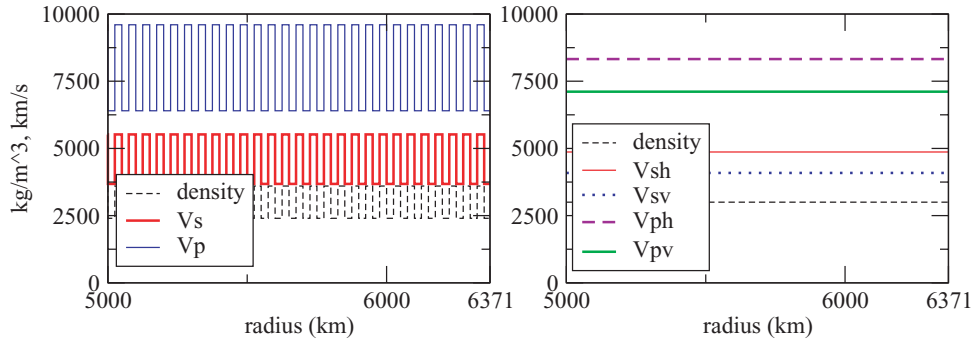 10000
7500
5000
2500
0
kg/m^3, km/s
density
Vs
Vp
5000
6000
6371
radius (km)
10000
7500
5000
2500
0
density
Vsh
Vsv
Vph
Vpv
5000
6000
6371
radius (km)